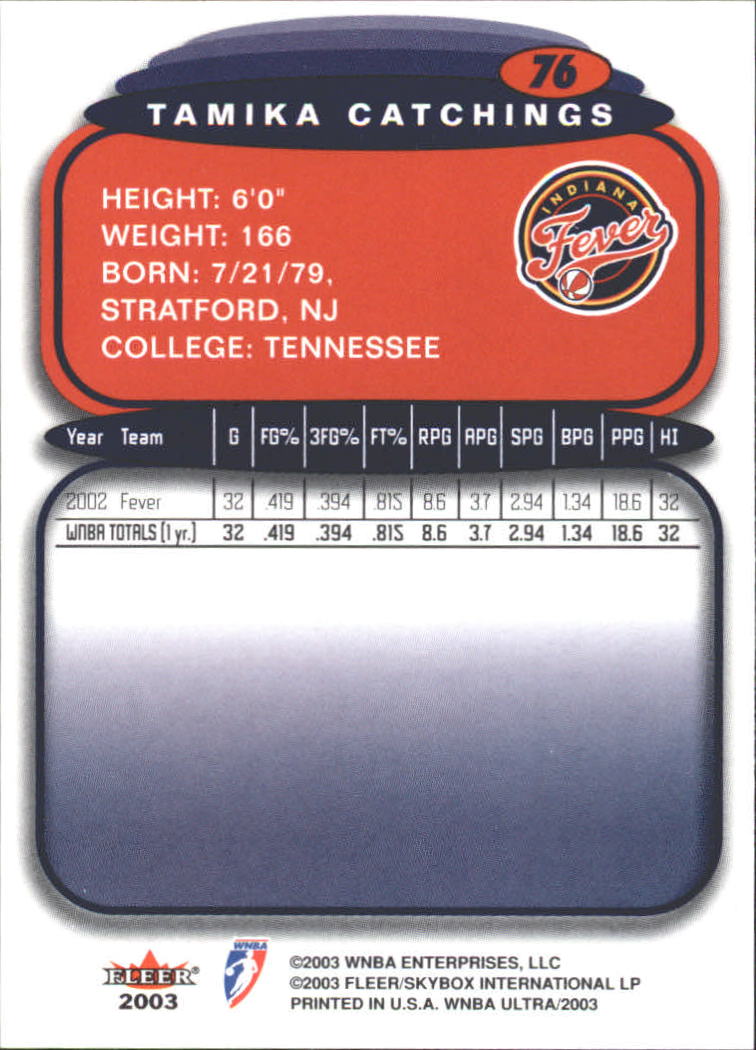 76
TAMIKA CATCHINGS
HEIGHT: 6'0"
WEIGHT: 166
BORN: 7/21/79,
STRATFORD, NJ
COLLEGE: TENNESSEE
INDIANA
Fever
Year Team G FG% 3FG% FT% RPG APG SPG BPG PPG HI
2002 Fever 32 .419 .394 .815 8.6 3.7 2.94 1.34 18.6 32
WNBA TOTALS (1 yr.) 32 .419 .394 .815 8.6 3.7 2.94 1.34 18.6 32
FLEER®
2003
WNBA
©2003 WNBA ENTERPRISES, LLC
©2003 FLEER/SKYBOX INTERNATIONAL LP
PRINTED IN U.S.A. WNBA ULTRA/2003